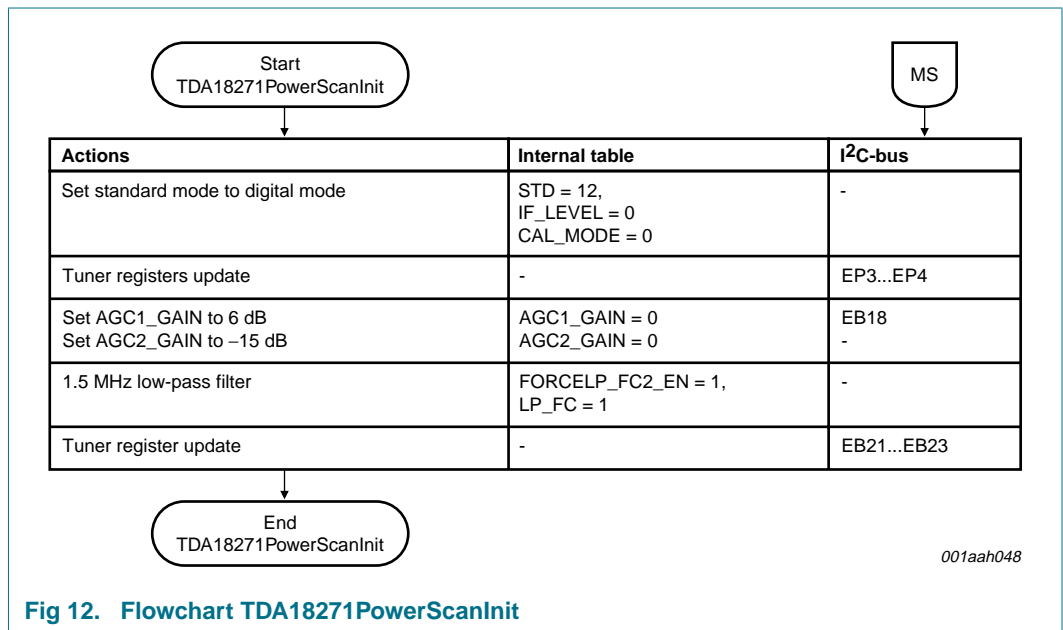 Start
TDA18271PowerScanInit
MS
Actions
Internal table
I2C-bus
Set standard mode to digital mode
STD = 12,
IF_LEVEL = 0
CAL_MODE = 0
-
Tuner registers update
-
EP3...EP4
Set AGC1_GAIN to 6 dB
Set AGC2_GAIN to −15 dB
AGC1_GAIN = 0
AGC2_GAIN = 0
EB18
-
1.5 MHz low-pass filter
FORCELP_FC2_EN = 1,
LP_FC = 1
-
Tuner register update
-
EB21...EB23
End
TDA18271PowerScanInit
001aah048
Fig 12. Flowchart TDA18271PowerScanInit